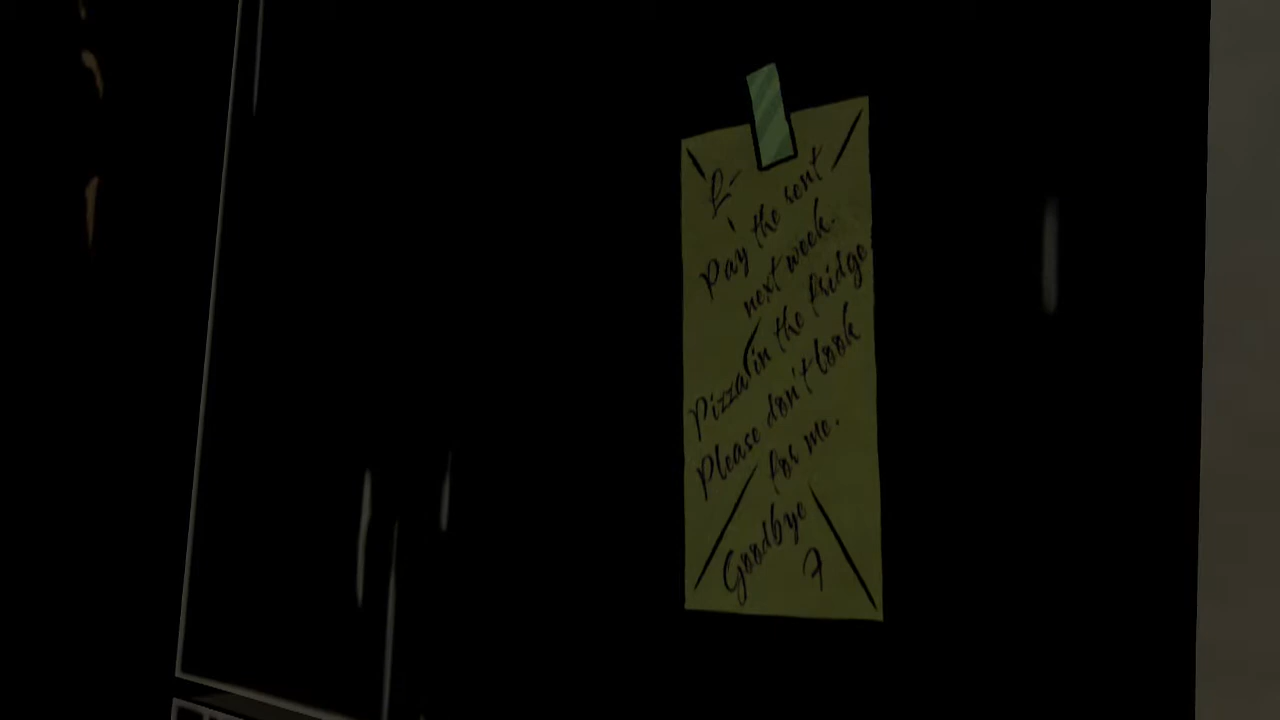 R-
Pay the rent
next week.
Pizza in the fridge
Please don't look
for me.
Goodbye
F